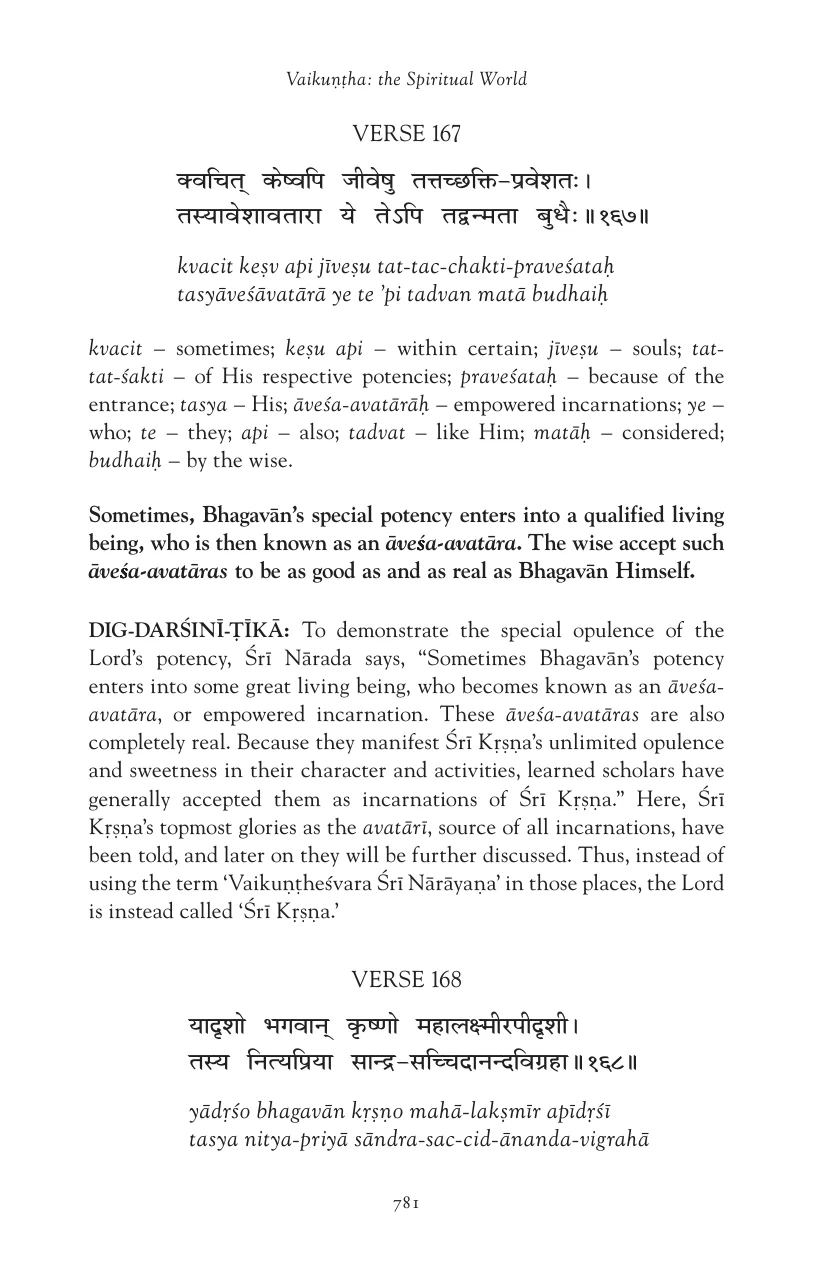 Vaikuṇṭha: the Spiritual World
VERSE 167
क्वचित् केष्वपि जीवेषु तत्तच्छक्ति-प्रवेशतः।
तस्यावेशावतारा ये तेऽपि तद्वन्मता बुधैः॥१६७॥
kvacit keṣv api jīveṣu tat-tac-chakti-praveśataḥ
tasyāveśāvatārā ye te ’pi tadvan matā budhaiḥ
kvacit – sometimes; keṣu api – within certain; jīveṣu – souls; tat-
tat-śakti – of His respective potencies; praveśataḥ – because of the
entrance; tasya – His; āveśa-avatārāḥ – empowered incarnations; ye –
who; te – they; api – also; tadvat – like Him; matāḥ – considered;
budhaiḥ – by the wise.
Sometimes, Bhagavān’s special potency enters into a qualified living
being, who is then known as an āveśa-avatāra. The wise accept such
āveśa-avatāras to be as good as and as real as Bhagavān Himself.
DIG-DARŚINĪ-ṬĪKĀ: To demonstrate the special opulence of the
Lord’s potency, Śrī Nārada says, “Sometimes Bhagavān’s potency
enters into some great living being, who becomes known as an āveśa-
avatāra, or empowered incarnation. These āveśa-avatāras are also
completely real. Because they manifest Śrī Kṛṣṇa’s unlimited opulence
and sweetness in their character and activities, learned scholars have
generally accepted them as incarnations of Śrī Kṛṣṇa.” Here, Śrī
Kṛṣṇa’s topmost glories as the avatārī, source of all incarnations, have
been told, and later on they will be further discussed. Thus, instead of
using the term ‘Vaikuṇṭheśvara Śrī Nārāyaṇa’ in those places, the Lord
is instead called ‘Śrī Kṛṣṇa.’
VERSE 168
यादृशो भगवान् कृष्णो महालक्ष्मीरपीदृशी।
तस्य नित्यप्रिया सान्द्र-सच्चिदानन्दविग्रहा॥१६८॥
yādṛśo bhagavān kṛṣṇo mahā-lakṣmīr apīdṛśī
tasya nitya-priyā sāndra-sac-cid-ānanda-vigrahā
781